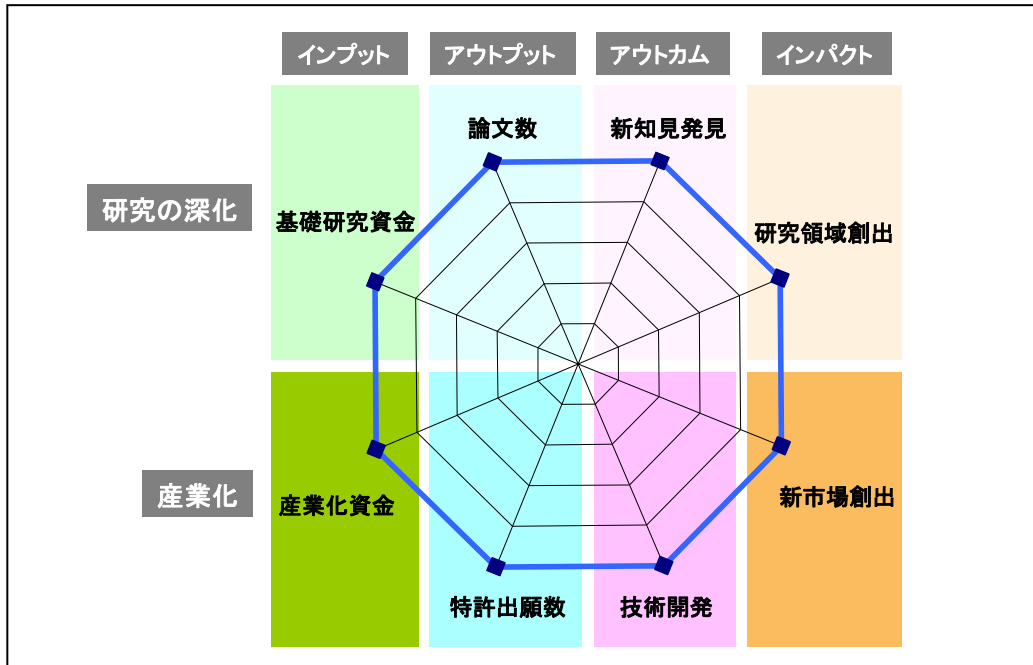 インプット
アウトプット
アウトカム
インパクト
論文数
新知見発見
研究の深化
基礎研究資金
研究領域創出
産業化
産業化資金
新市場創出
特許出願数
技術開発